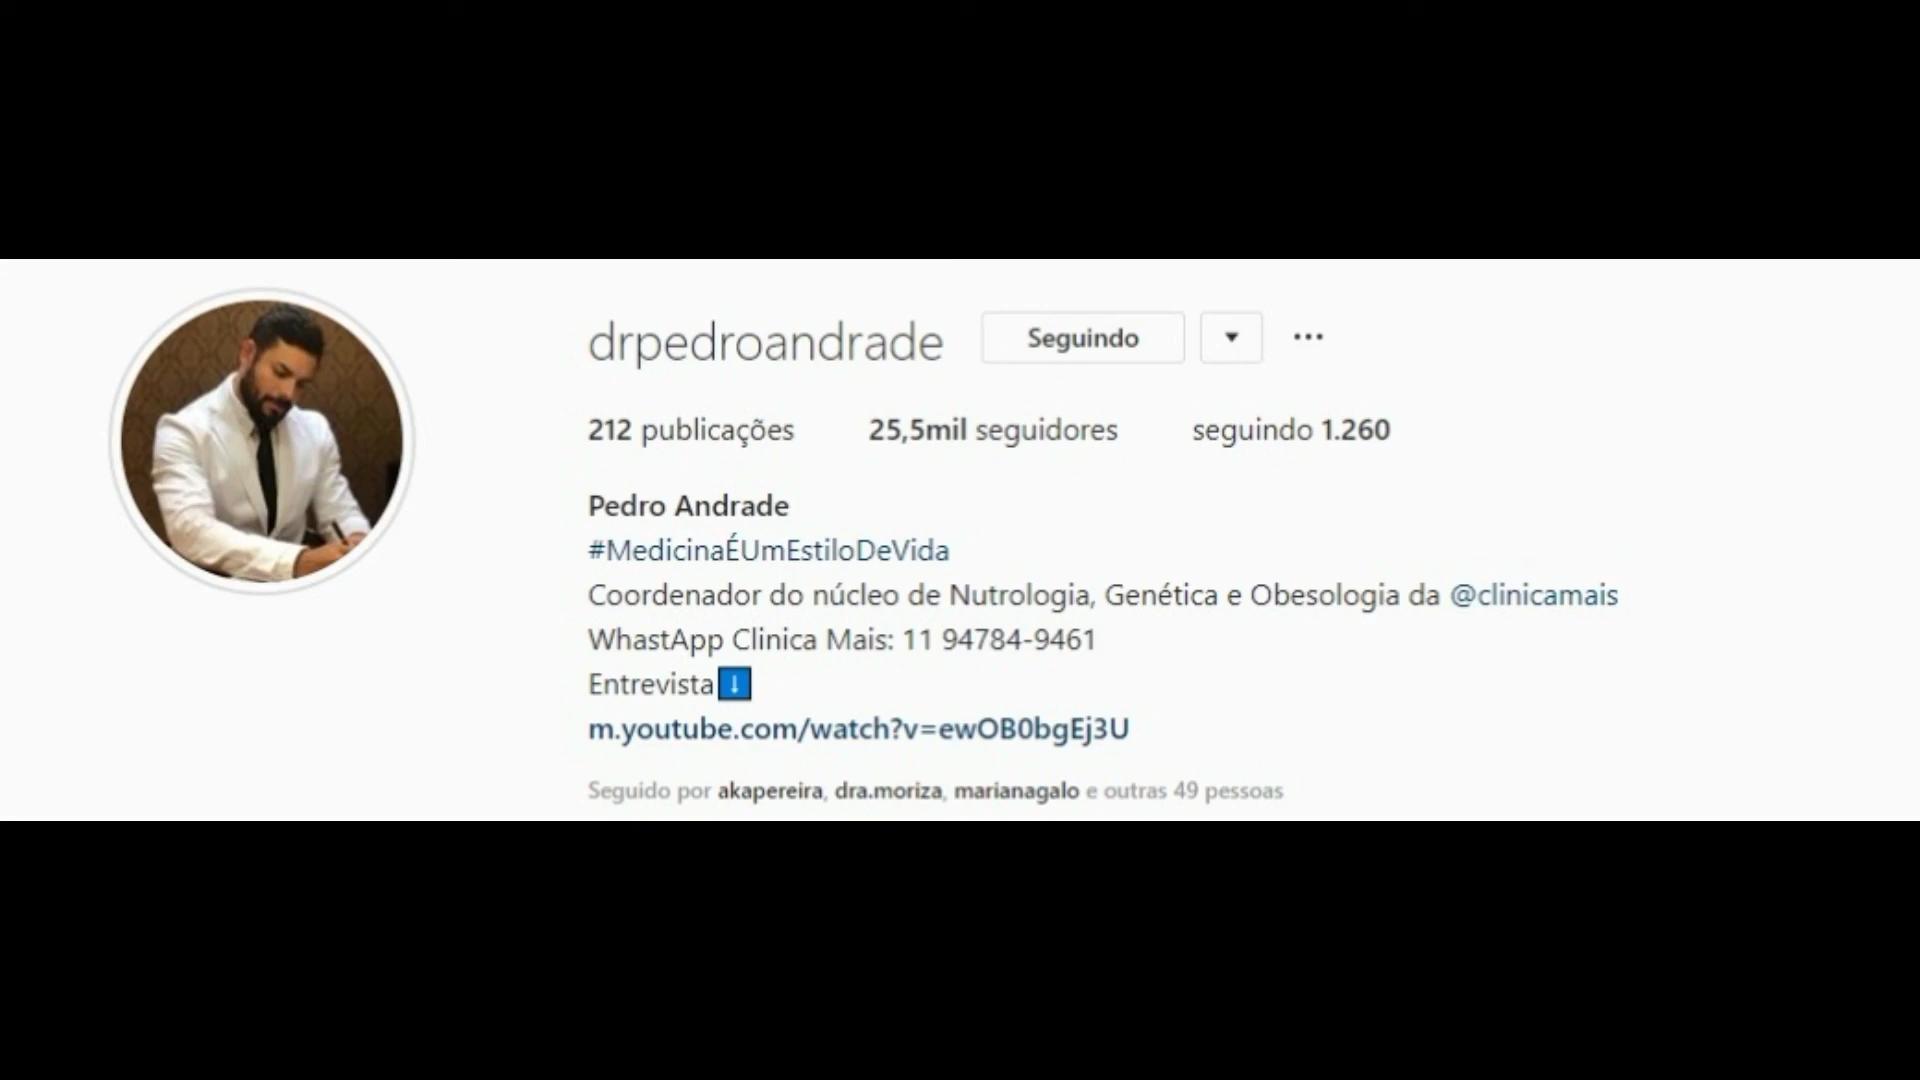 drpedroandrade Seguindo
212 publicações 25,5mil seguidores seguindo 1.260
Pedro Andrade
#MedicinaÉUmEstiloDeVida
Coordenador do núcleo de Nutrologia, Genética e Obesologia da @clinicamais
WhastApp Clinica Mais: 11 94784-9461
Entrevista⬇
m.youtube.com/watch?v=ewOB0bgEj3U
Seguido por akapereira, dra.moriza, marianagalo e outras 49 pessoas